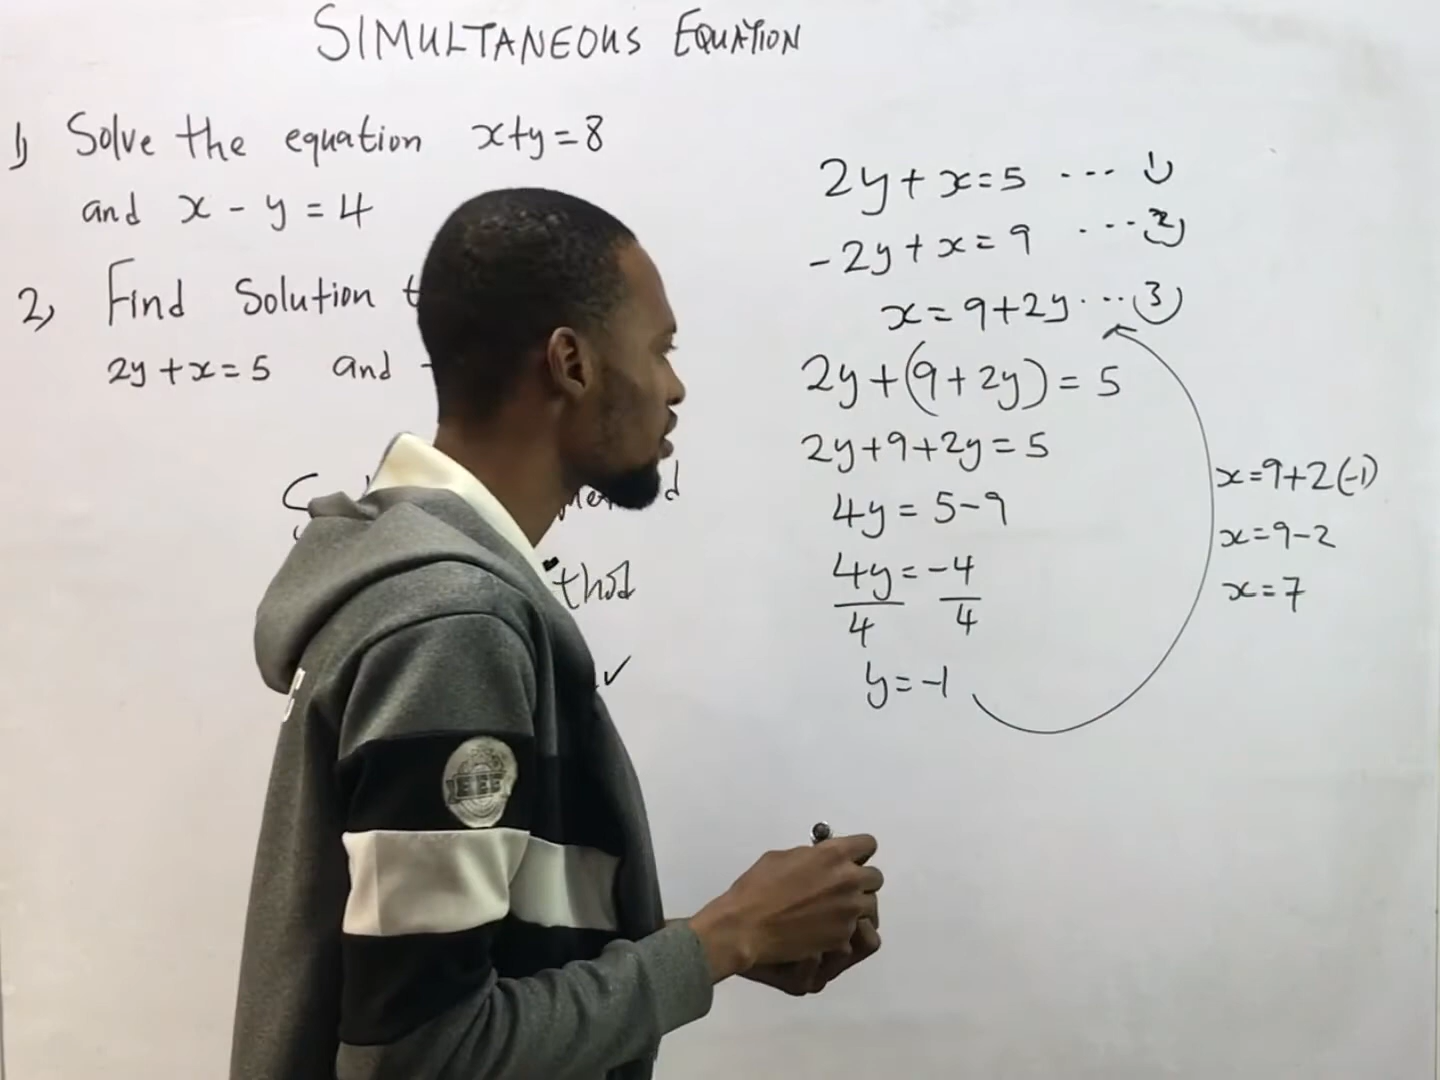 SIMULTANEOUS EQUATION
1) Solve the equation x+y=8
and x - y = 4
2) Find Solution
2y+x=5 and
thod
✓
2y+x=5 ... 1)
-2y+x=9 ... 2)
x=9+2y ... 3)
2y+(9+2y)=5
2y+9+2y=5
4y=5-9
4y=-4
4 4
y=-1
x=9+2(-1)
x=9-2
x=7